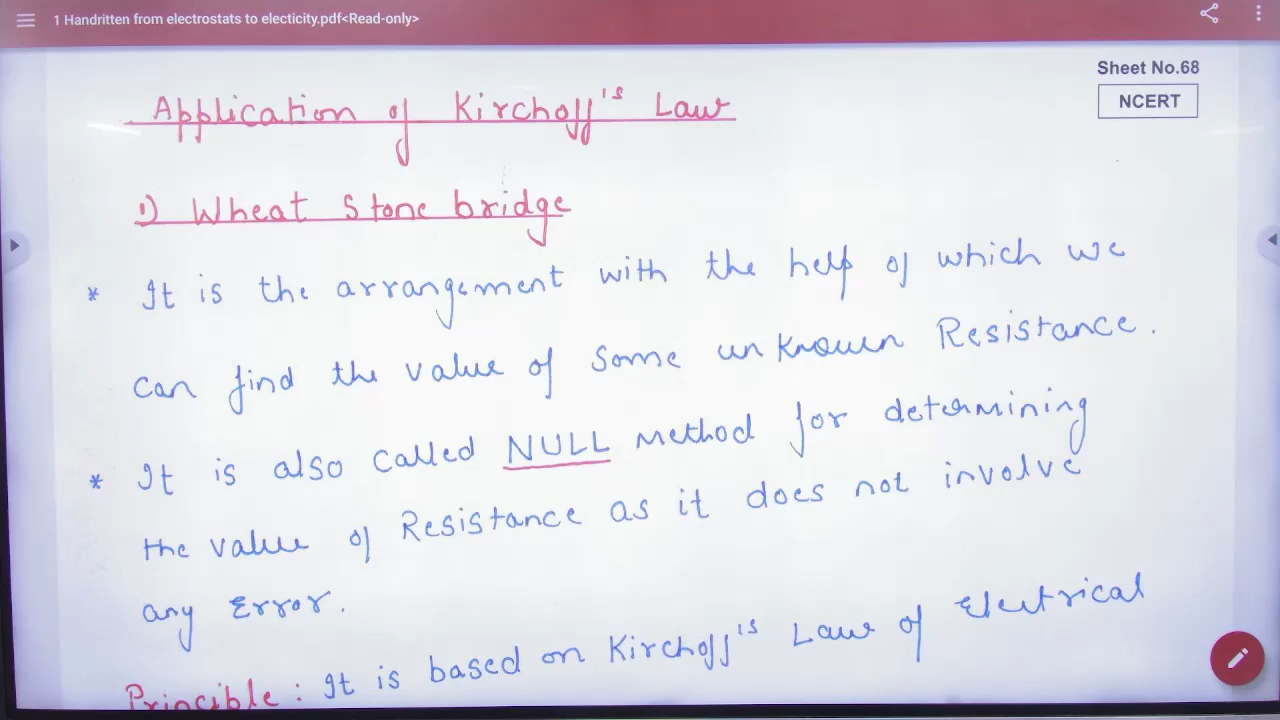 1 Handritten from electrostats to electicity.pdf<Read-only>
Sheet No.68
NCERT
Application of Kirchoff's Law
1) Wheat Stone bridge
* It is the arrangement with the help of which we
can find the value of some unknown Resistance.
* It is also called NULL method for determining
the value of Resistance as it does not involve
any Error.
Principle : It is based on Kirchoff's Law of Electrical